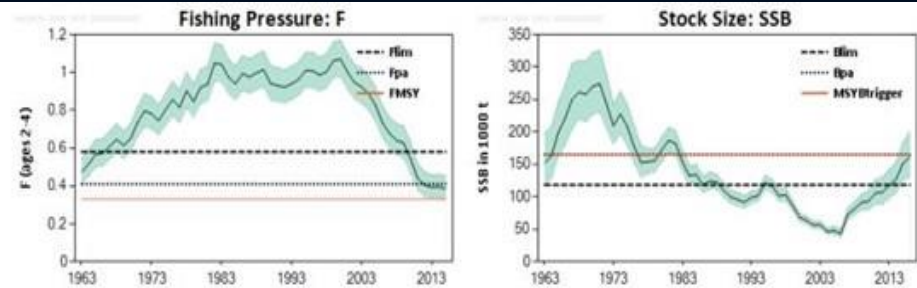 Fishing Pressure: F
1.2
1
0.8
0.6
0.4
0.2
0
F (ages 2-4)
Flim
Fpa
FMSY
1963 1973 1983 1993 2003 2013
Stock Size: SSB
350
300
250
200
150
100
50
0
SSB in 1000 t
Blim
Bpa
MSYBtrigger
1963 1973 1983 1993 2003 2013